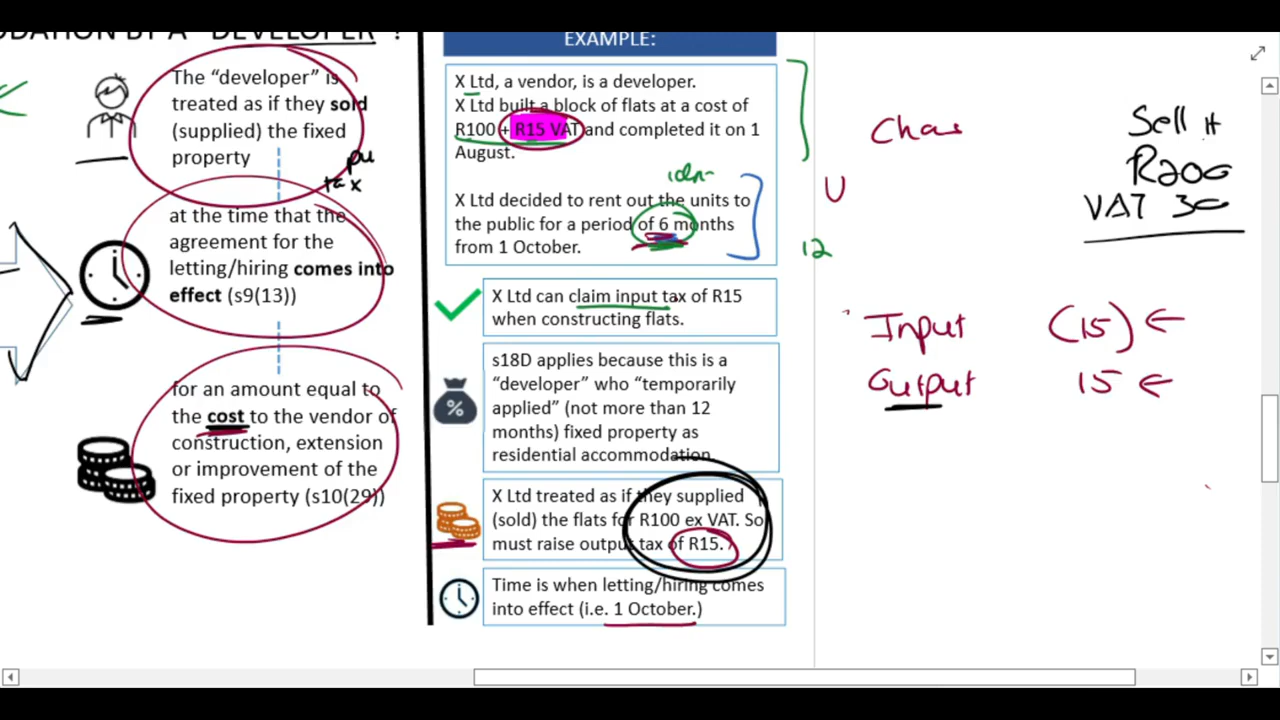 DATION BY A "DEVELOPER" ?
The "developer" is
treated as if they sold
(supplied) the fixed
property
pu
tax
at the time that the
agreement for the
letting/hiring comes into
effect (s9(13))
for an amount equal to
the cost to the vendor of
construction, extension
or improvement of the
fixed property (s10(29))
EXAMPLE:
X Ltd, a vendor, is a developer.
X Ltd built a block of flats at a cost of
R100 + R15 VAT and completed it on 1
August.
X Ltd decided to rent out the units to
the public for a period of 6 months
from 1 October.
X Ltd can claim input tax of R15
when constructing flats.
s18D applies because this is a
"developer" who "temporarily
applied" (not more than 12
months) fixed property as
residential accommodation.
X Ltd treated as if they supplied
(sold) the flats for R100 ex VAT. So
must raise output tax of R15.
Time is when letting/hiring comes
into effect (i.e. 1 October.)
U
12
Sell it
R200
VAT 30
Input (15) ←
Output 15 ←